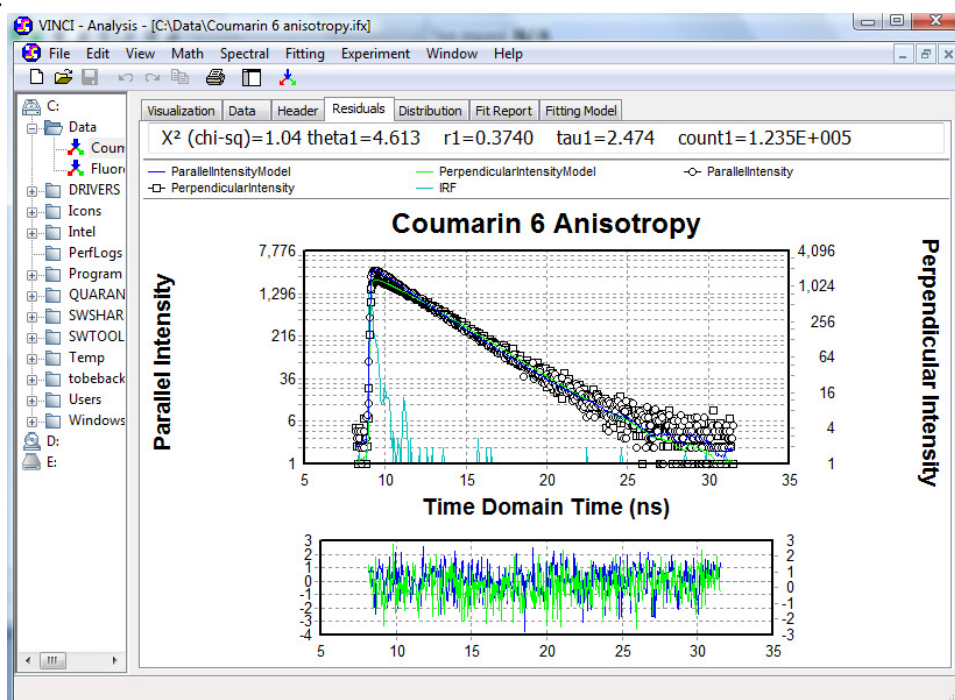 VINCI - Analysis - [C:\Data\Coumarin 6 anisotropy.ifx]
File Edit View Math Spectral Fitting Experiment Window Help
C:
Data
Coun
Fluor
DRIVERS
Icons
Intel
PerfLogs
Program
QUARAN
SWSHAR
SWTOOL
Temp
tobeback
Users
Windows
D:
E:
Visualization Data Header Residuals Distribution Fit Report Fitting Model
X² (chi-sq)=1.04 theta1=4.613 r1=0.3740 tau1=2.474 count1=1.235E+005
ParallelIntensityModel PerpendicularIntensityModel ParallelIntensity
PerpendicularIntensity IRF
Coumarin 6 Anisotropy
Parallel Intensity
7,776
1,296
216
36
6
1
4,096
1,024
256
64
16
4
1
Perpendicular Intensity
5 10 15 20 25 30 35
Time Domain Time (ns)
3
2
1
0
-1
-2
-3
-4
3
2
1
0
-1
-2
-3
5 10 15 20 25 30 35